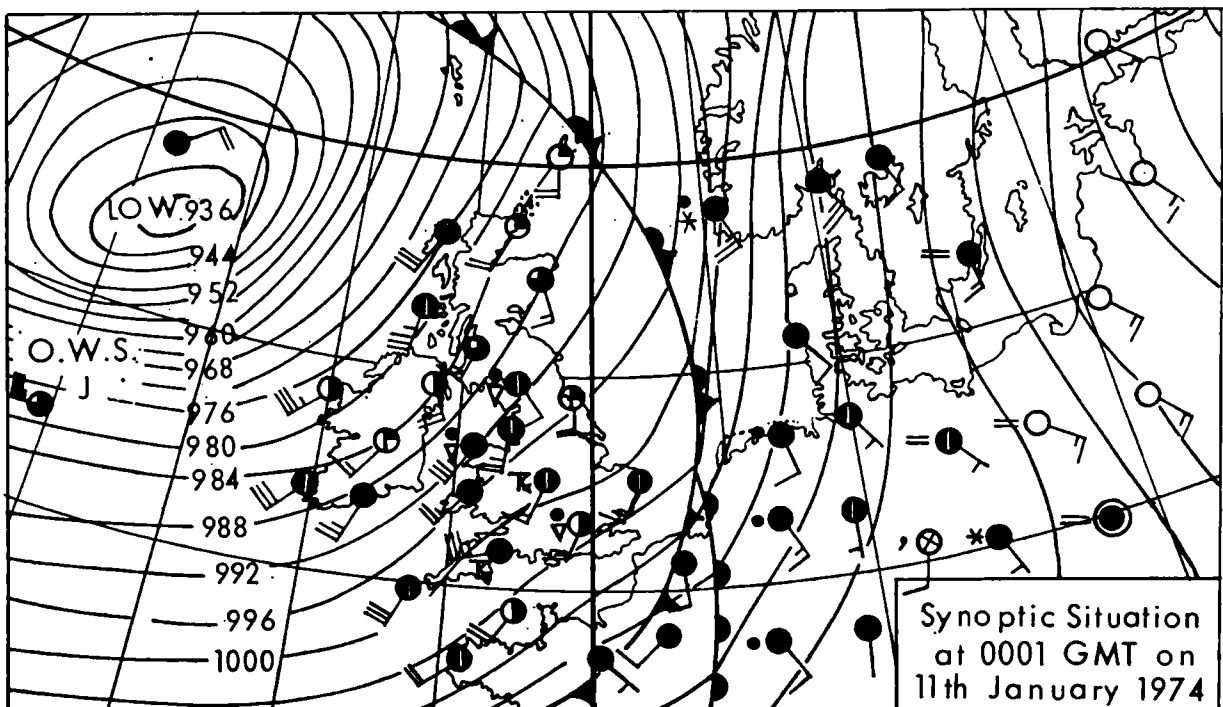 LOW 936
944
952
960
968
976
980
984
988
992
996
1000
O.W.S.
J
Synoptic Situation
at 0001 GMT on
11th January 1974